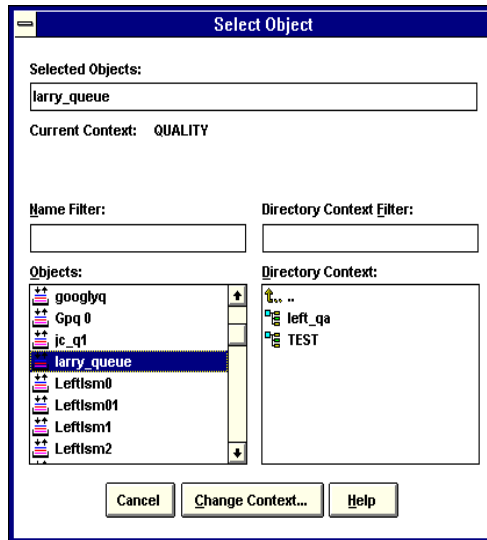 Select Object
Selected Objects:
larry_queue
Current Context: QUALITY
Name Filter:
Directory Context Filter:
Objects:
googlyq
Gpq 0
jc_q1
larry_queue
Leftlsm0
Leftlsm01
Leftlsm1
Leftlsm2
Directory Context:
..
left_qa
TEST
Cancel
Change Context...
Help